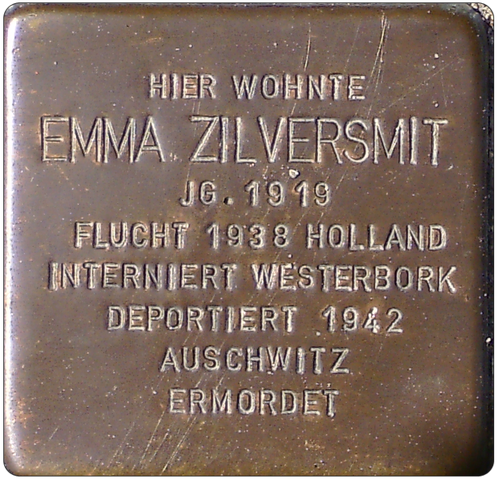 HIER WOHNTE
EMMA ZILVERSMIT
JG. 1919
FLUCHT 1938 HOLLAND
INTERNIERT WESTERBORK
DEPORTIERT 1942
AUSCHWITZ
ERMORDET